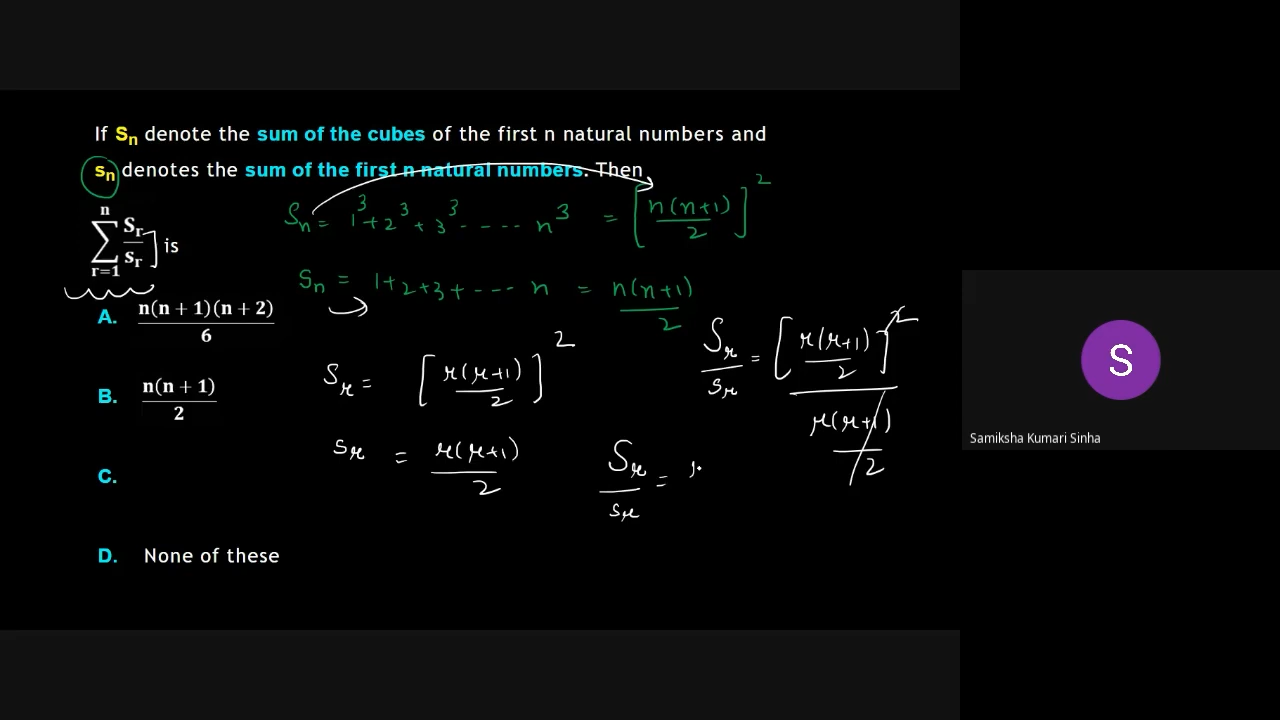 If Sn denote the sum of the cubes of the first n natural numbers and
sn denotes the sum of the first n natural numbers. Then
n
∑ Sr/sr is
r=1
Sn = 1³ + 2³ + 3³ - - - - - n³ = [n(n+1)/2]²
Sn = 1+2+3+ - - - - n = n(n+1)/2
A. n(n + 1)(n + 2)/6
B. n(n + 1)/2
C.
D. None of these
Sr = [r(r+1)/2]²
sr = r(r+1)/2
Sr/sr = [r(r+1)/2]² / r(r+1)/2
Sr/sr =
S
Samiksha Kumari Sinha